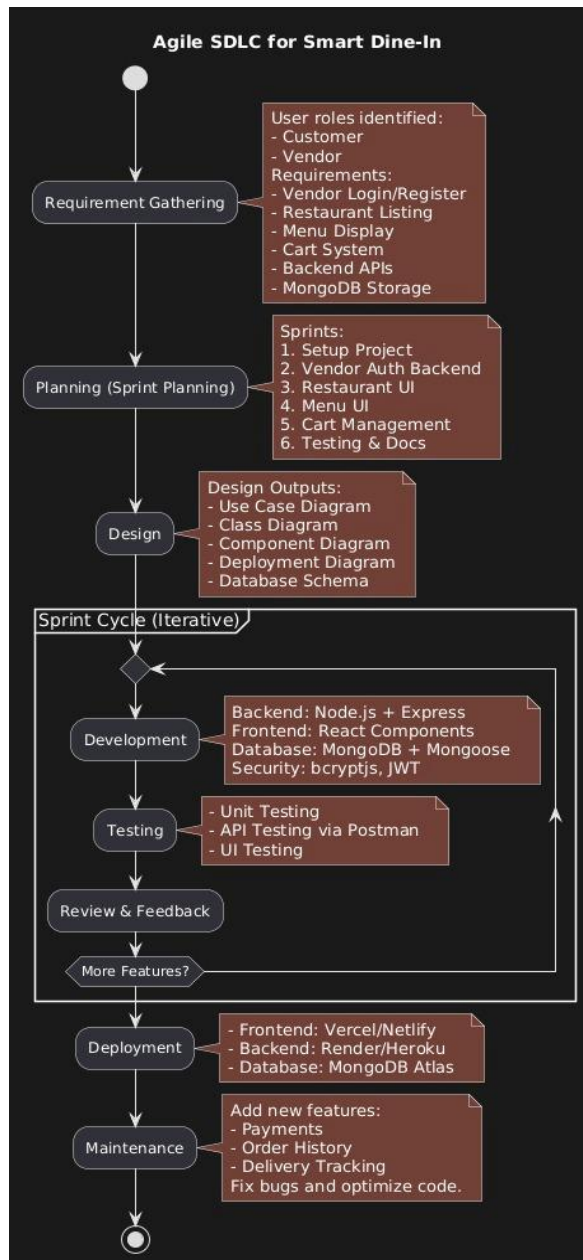 Agile SDLC for Smart Dine-In
User roles identified:
- Customer
- Vendor
Requirements:
- Vendor Login/Register
- Restaurant Listing
- Menu Display
- Cart System
- Backend APIs
- MongoDB Storage
Requirement Gathering
Sprints:
1. Setup Project
2. Vendor Auth Backend
3. Restaurant UI
4. Menu UI
5. Cart Management
6. Testing & Docs
Planning (Sprint Planning)
Design Outputs:
- Use Case Diagram
- Class Diagram
- Component Diagram
- Deployment Diagram
- Database Schema
Design
Sprint Cycle (Iterative)
Backend: Node.js + Express
Frontend: React Components
Database: MongoDB + Mongoose
Security: bcryptjs, JWT
Development
- Unit Testing
- API Testing via Postman
- UI Testing
Testing
Review & Feedback
More Features?
- Frontend: Vercel/Netlify
- Backend: Render/Heroku
- Database: MongoDB Atlas
Deployment
Add new features:
- Payments
- Order History
- Delivery Tracking
Fix bugs and optimize code.
Maintenance